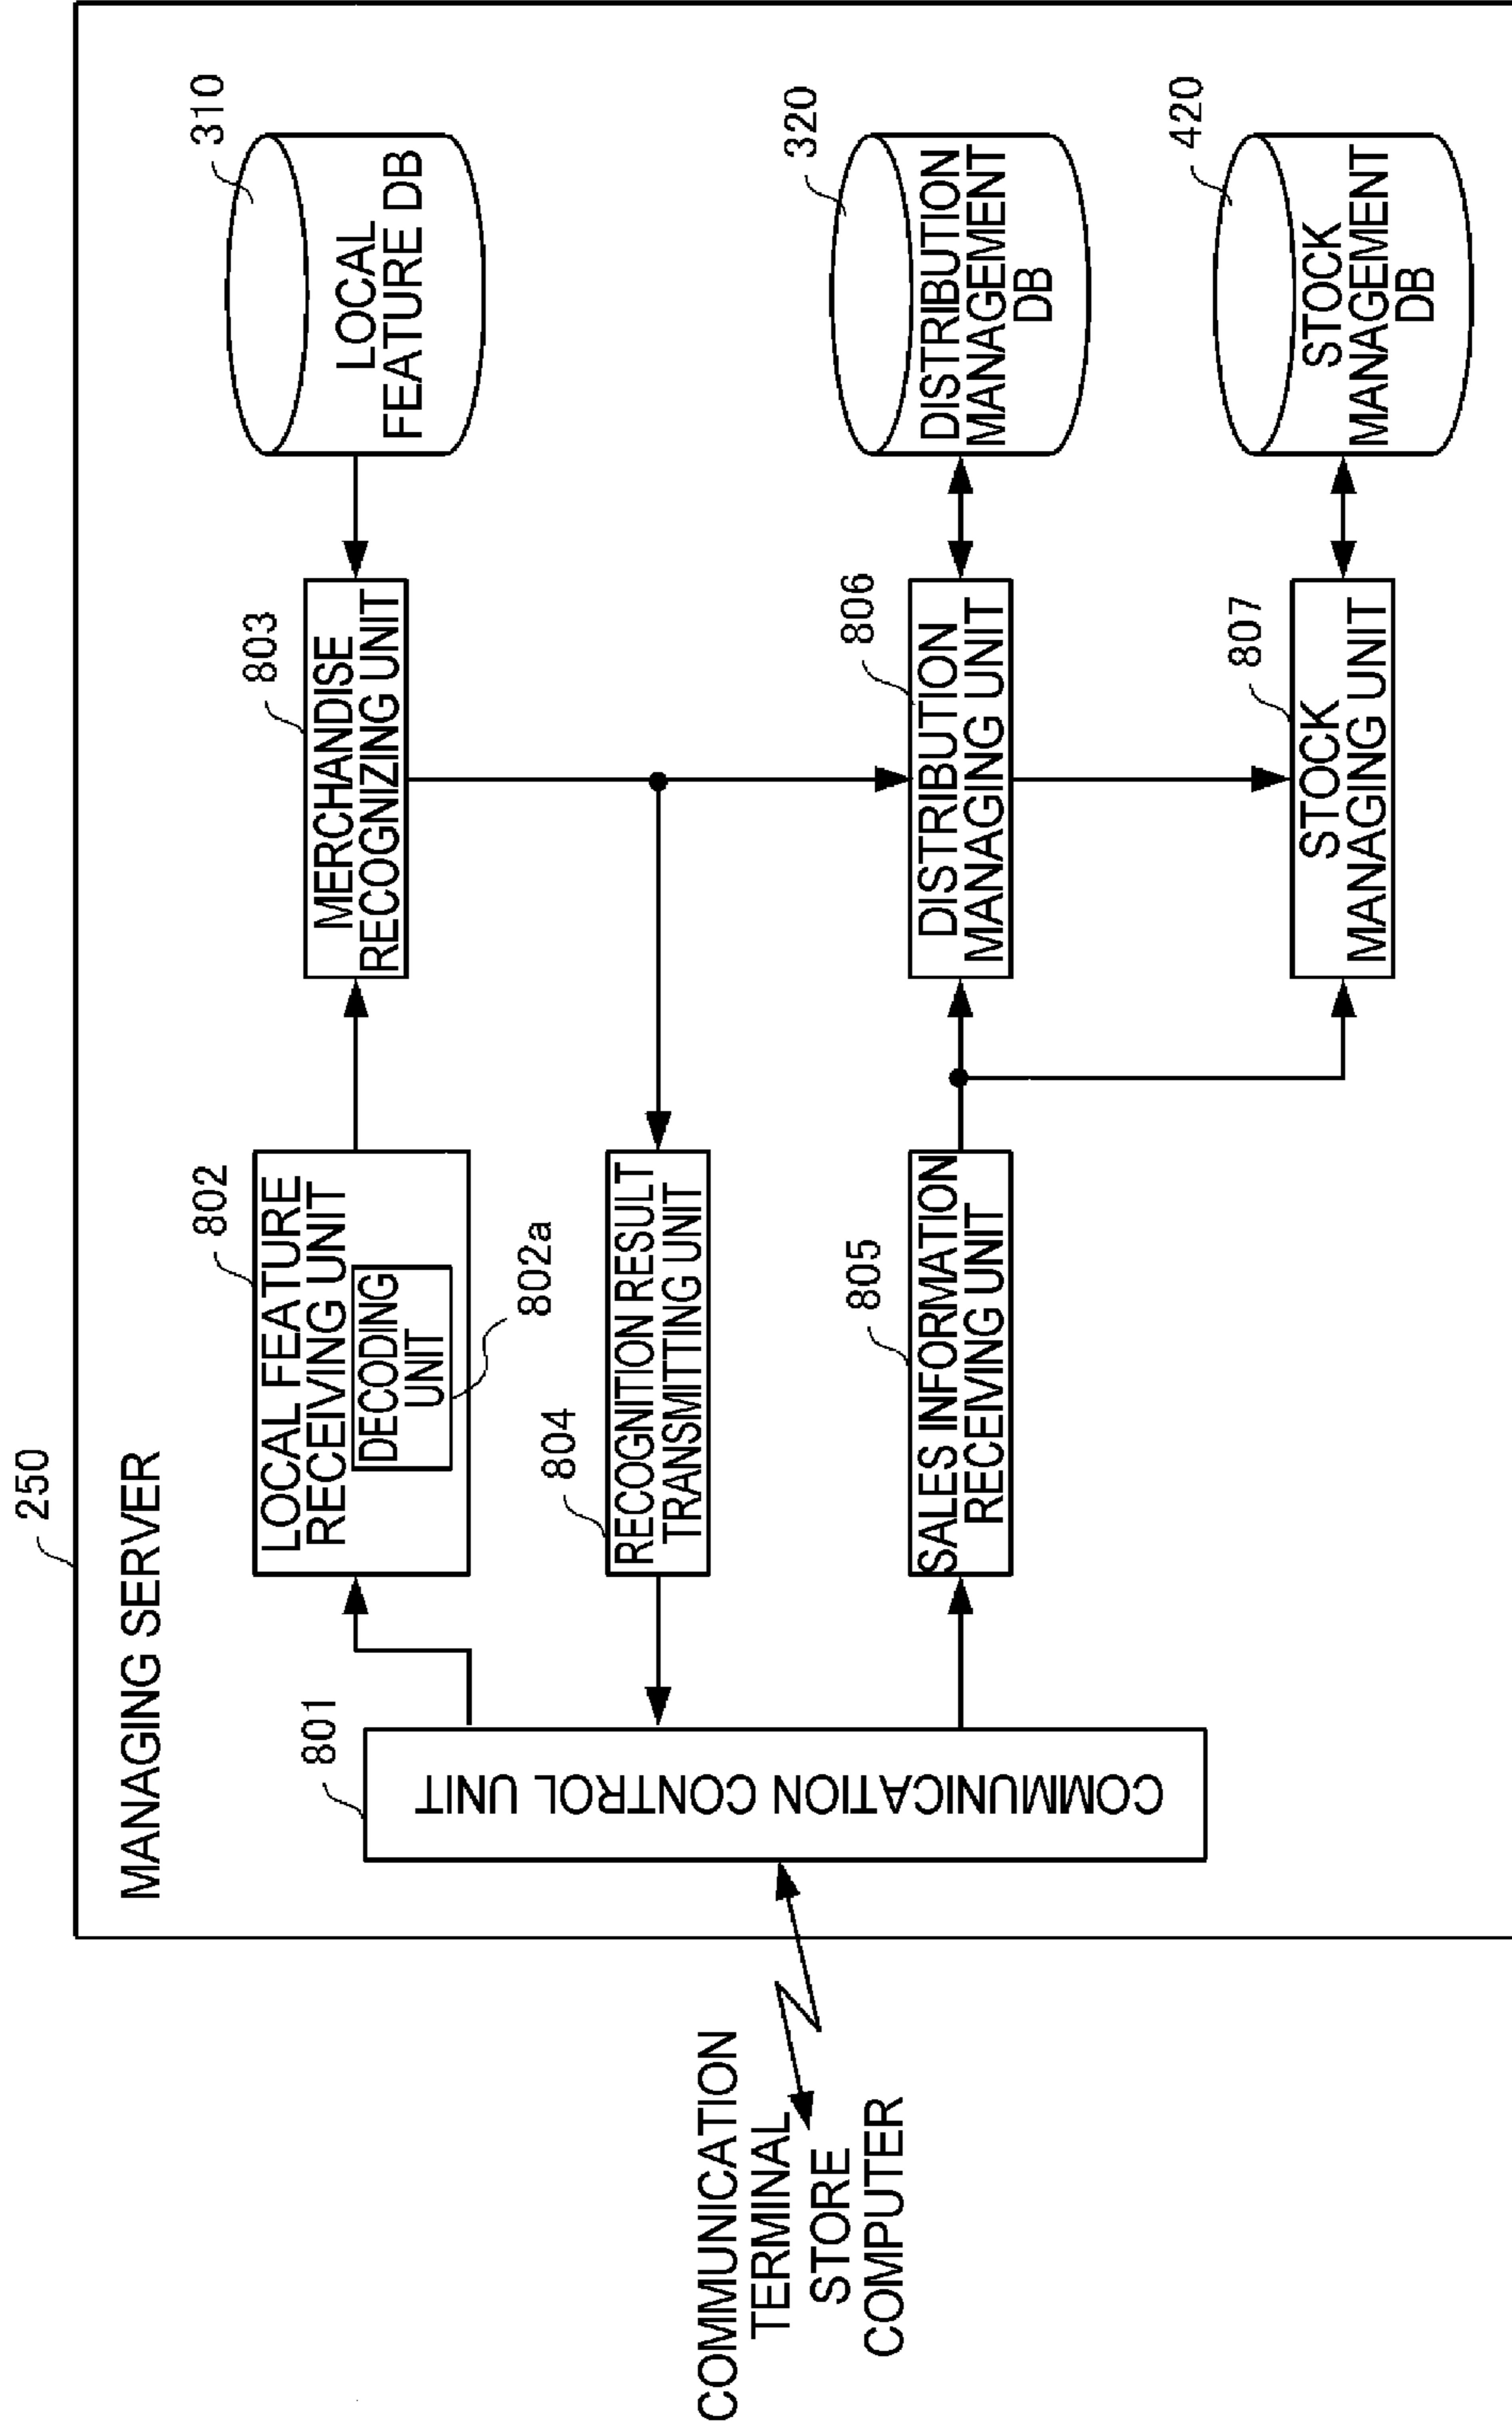 250
MANAGING SERVER
801
COMMUNICATION CONTROL UNIT
COMMUNICATION
TERMINAL
STORE
COMPUTER
802
LOCAL FEATURE
RECEIVING UNIT
DECODING
UNIT
802a
803
MERCHANDISE
RECOGNIZING UNIT
310
LOCAL
FEATURE DB
804
RECOGNITION RESULT
TRANSMITTING UNIT
805
SALES INFORMATION
RECEIVING UNIT
806
DISTRIBUTION
MANAGING UNIT
320
DISTRIBUTION
MANAGEMENT
DB
807
STOCK
MANAGING UNIT
420
STOCK
MANAGEMENT
DB